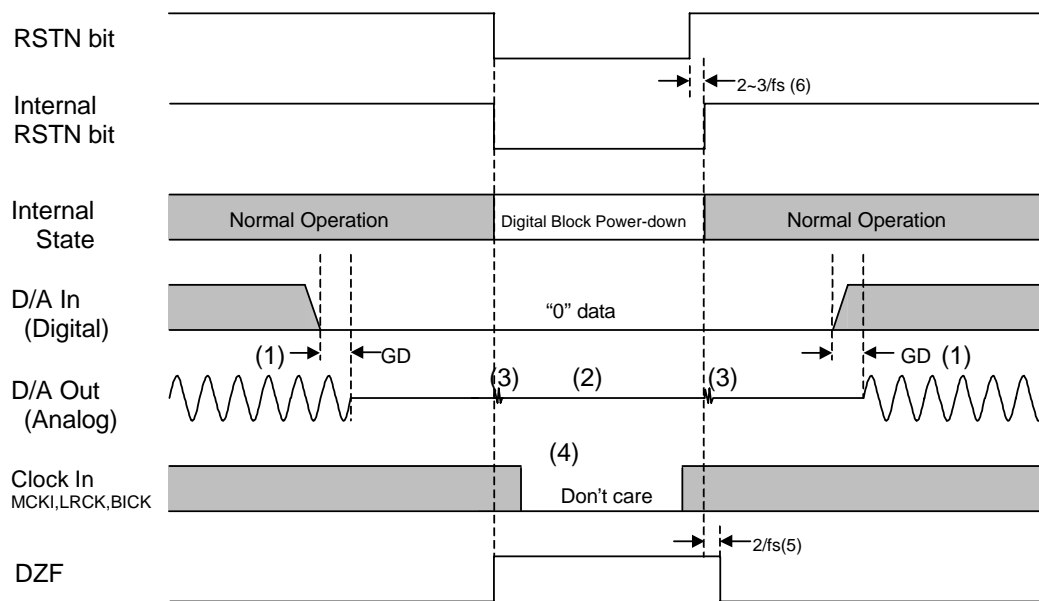 RSTN bit
2~3/fs (6)
Internal
RSTN bit
Internal
State
Normal Operation
Digital Block Power-down
Normal Operation
D/A In
(Digital)
“0” data
(1)
GD
GD (1)
D/A Out
(Analog)
(3)
(2)
(3)
(4)
Clock In
MCKI,LRCK,BICK
Don’t care
2/fs(5)
DZF